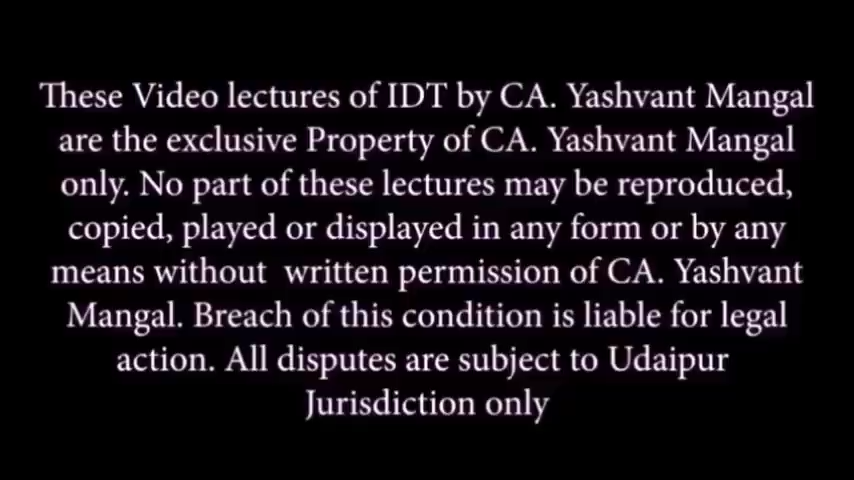 These Video lectures of IDT by CA. Yashvant Mangal
are the exclusive Property of CA. Yashvant Mangal
only. No part of these lectures may be reproduced,
copied, played or displayed in any form or by any
means without  written permission of CA. Yashvant
Mangal. Breach of this condition is liable for legal
action. All disputes are subject to Udaipur
Jurisdiction only